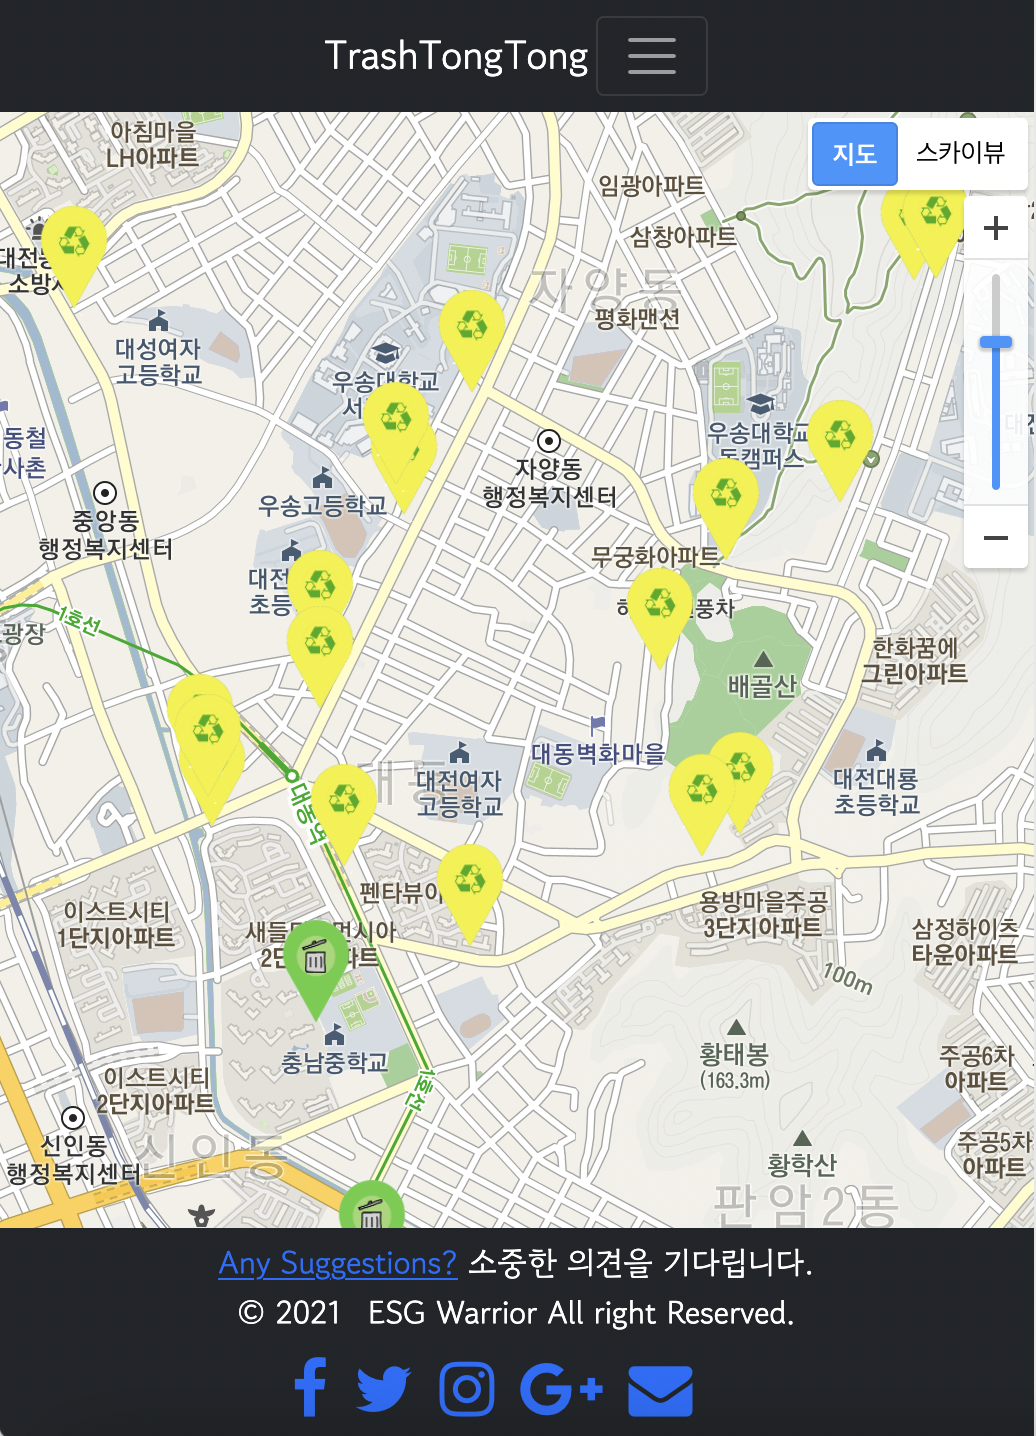 TrashTongTong
지도
스카이뷰
아침마을
LH아파트
임광아파트
삼창아파트
자양동
평화맨션
소방서
대성여자
고등학교
우송대학교
우송대학교
동캠퍼스
동철
사촌
자양동
행정복지센터
우송고등학교
중앙동
행정복지센터
무궁화아파트
대전
초등
풍차
1호선
광장
한화꿈에
그린아파트
배골산
대동벽화마을
대동
대전여자
고등학교
대전대룡
초등학교
대동역
펜타뷰
용방마을주공
3단지아파트
이스트시티
1단지아파트
삼정하이츠
타운아파트
100m
황태봉
(163.3m)
충남중학교
주공6차
아파트
이스트시티
2단지아파트
1호선
신인동
행정복지센터
신인동
황학산
주공5차
아파트
판암2동
Any Suggestions? 소중한 의견을 기다립니다.
© 2021 ESG Warrior All right Reserved.